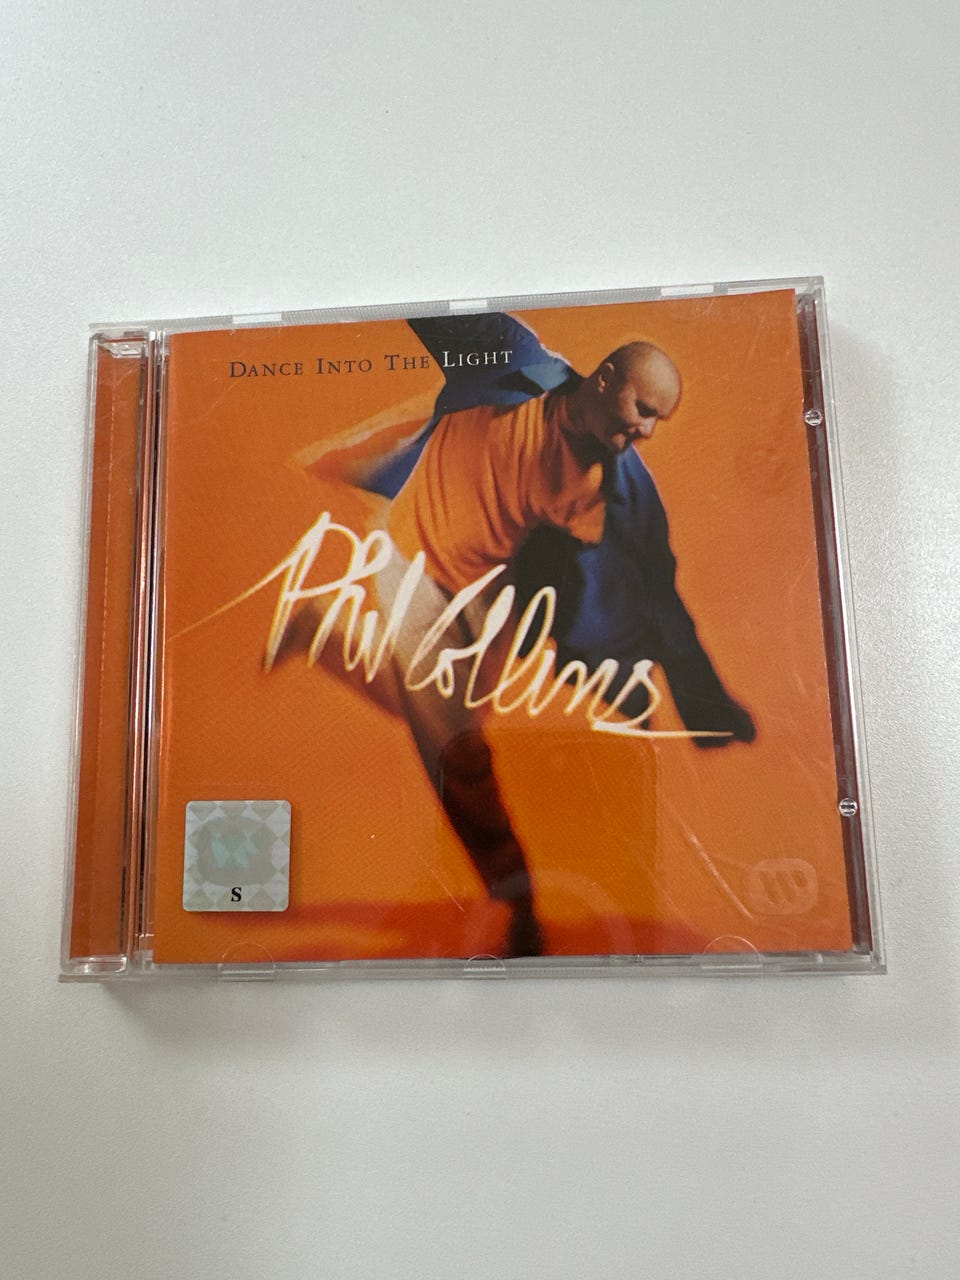 DANCE INTO THE LIGHT
Phil Collins
S
W